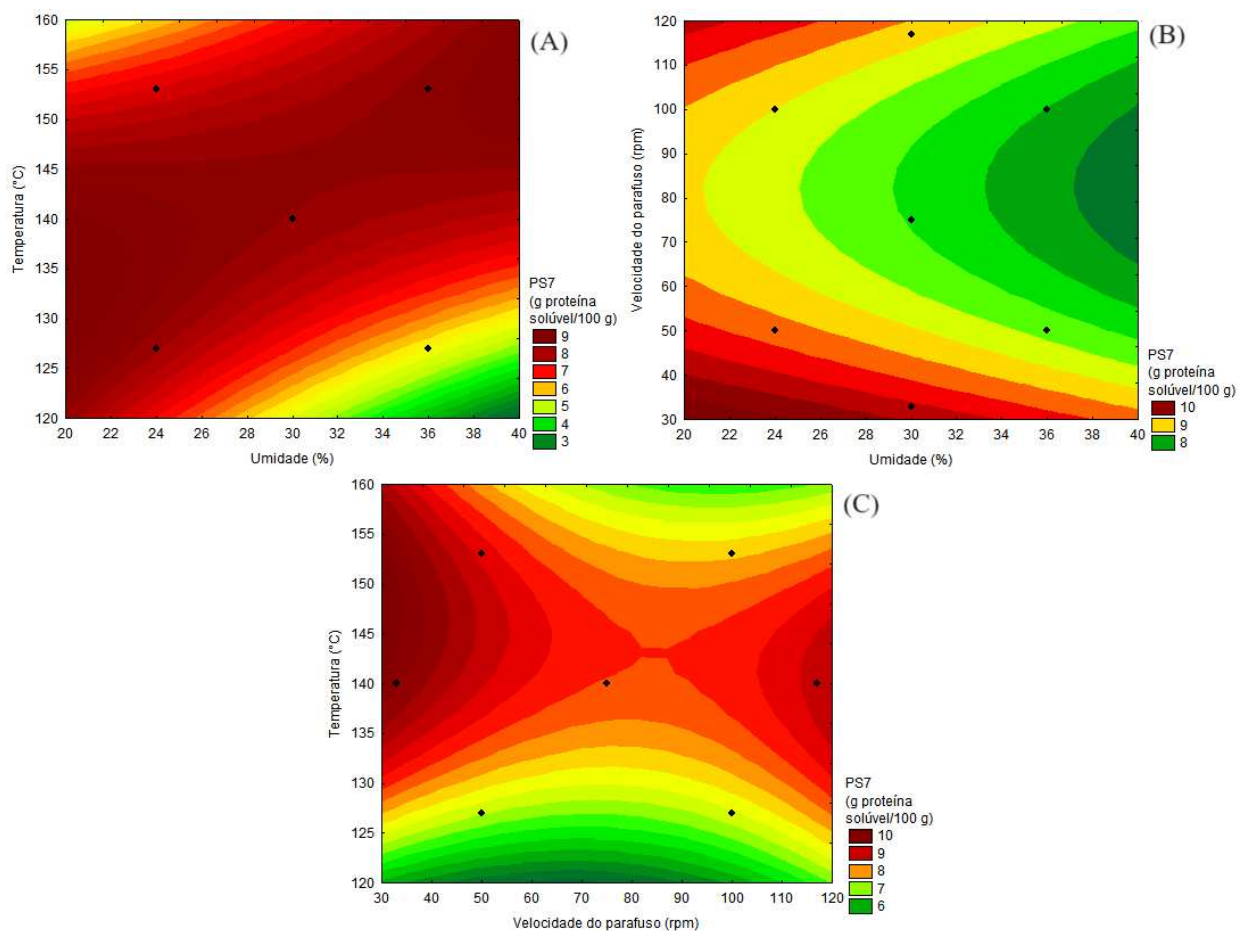 (A)
Temperatura (°C)
160
155
150
145
140
135
130
125
120
20 22 24 26 28 30 32 34 36 38 40
Umidade (%)
PS7
(g proteína
solúvel/100 g)
9
8
7
6
5
4
3
(B)
Velocidade do parafuso (rpm)
120
110
100
90
80
70
60
50
40
30
20 22 24 26 28 30 32 34 36 38 40
Umidade (%)
PS7
(g proteína
solúvel/100 g)
10
9
8
(C)
Temperatura (°C)
160
155
150
145
140
135
130
125
120
30 40 50 60 70 80 90 100 110 120
Velocidade do parafuso (rpm)
PS7
(g proteína
solúvel/100 g)
10
9
8
7
6